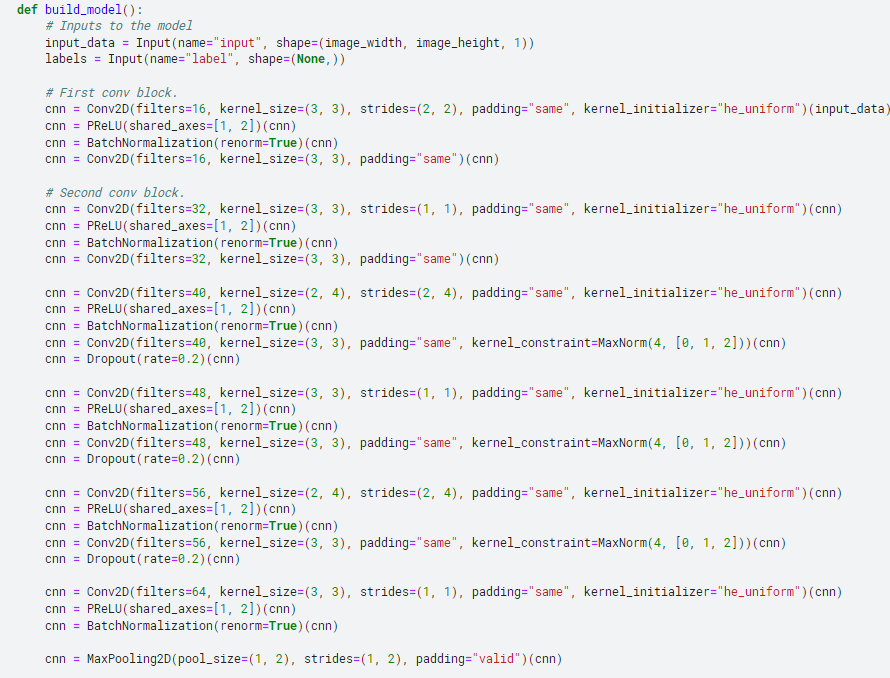 def build_model():
    # Inputs to the model
    input_data = Input(name="input", shape=(image_width, image_height, 1))
    labels = Input(name="label", shape=(None,))

    # First conv block.
    cnn = Conv2D(filters=16, kernel_size=(3, 3), strides=(2, 2), padding="same", kernel_initializer="he_uniform")(input_data)
    cnn = PReLU(shared_axes=[1, 2])(cnn)
    cnn = BatchNormalization(renorm=True)(cnn)
    cnn = Conv2D(filters=16, kernel_size=(3, 3), padding="same")(cnn)

    # Second conv block.
    cnn = Conv2D(filters=32, kernel_size=(3, 3), strides=(1, 1), padding="same", kernel_initializer="he_uniform")(cnn)
    cnn = PReLU(shared_axes=[1, 2])(cnn)
    cnn = BatchNormalization(renorm=True)(cnn)
    cnn = Conv2D(filters=32, kernel_size=(3, 3), padding="same")(cnn)

    cnn = Conv2D(filters=40, kernel_size=(2, 4), strides=(2, 4), padding="same", kernel_initializer="he_uniform")(cnn)
    cnn = PReLU(shared_axes=[1, 2])(cnn)
    cnn = BatchNormalization(renorm=True)(cnn)
    cnn = Conv2D(filters=40, kernel_size=(3, 3), padding="same", kernel_constraint=MaxNorm(4, [0, 1, 2]))(cnn)
    cnn = Dropout(rate=0.2)(cnn)

    cnn = Conv2D(filters=48, kernel_size=(3, 3), strides=(1, 1), padding="same", kernel_initializer="he_uniform")(cnn)
    cnn = PReLU(shared_axes=[1, 2])(cnn)
    cnn = BatchNormalization(renorm=True)(cnn)
    cnn = Conv2D(filters=48, kernel_size=(3, 3), padding="same", kernel_constraint=MaxNorm(4, [0, 1, 2]))(cnn)
    cnn = Dropout(rate=0.2)(cnn)

    cnn = Conv2D(filters=56, kernel_size=(2, 4), strides=(2, 4), padding="same", kernel_initializer="he_uniform")(cnn)
    cnn = PReLU(shared_axes=[1, 2])(cnn)
    cnn = BatchNormalization(renorm=True)(cnn)
    cnn = Conv2D(filters=56, kernel_size=(3, 3), padding="same", kernel_constraint=MaxNorm(4, [0, 1, 2]))(cnn)
    cnn = Dropout(rate=0.2)(cnn)

    cnn = Conv2D(filters=64, kernel_size=(3, 3), strides=(1, 1), padding="same", kernel_initializer="he_uniform")(cnn)
    cnn = PReLU(shared_axes=[1, 2])(cnn)
    cnn = BatchNormalization(renorm=True)(cnn)

    cnn = MaxPooling2D(pool_size=(1, 2), strides=(1, 2), padding="valid")(cnn)